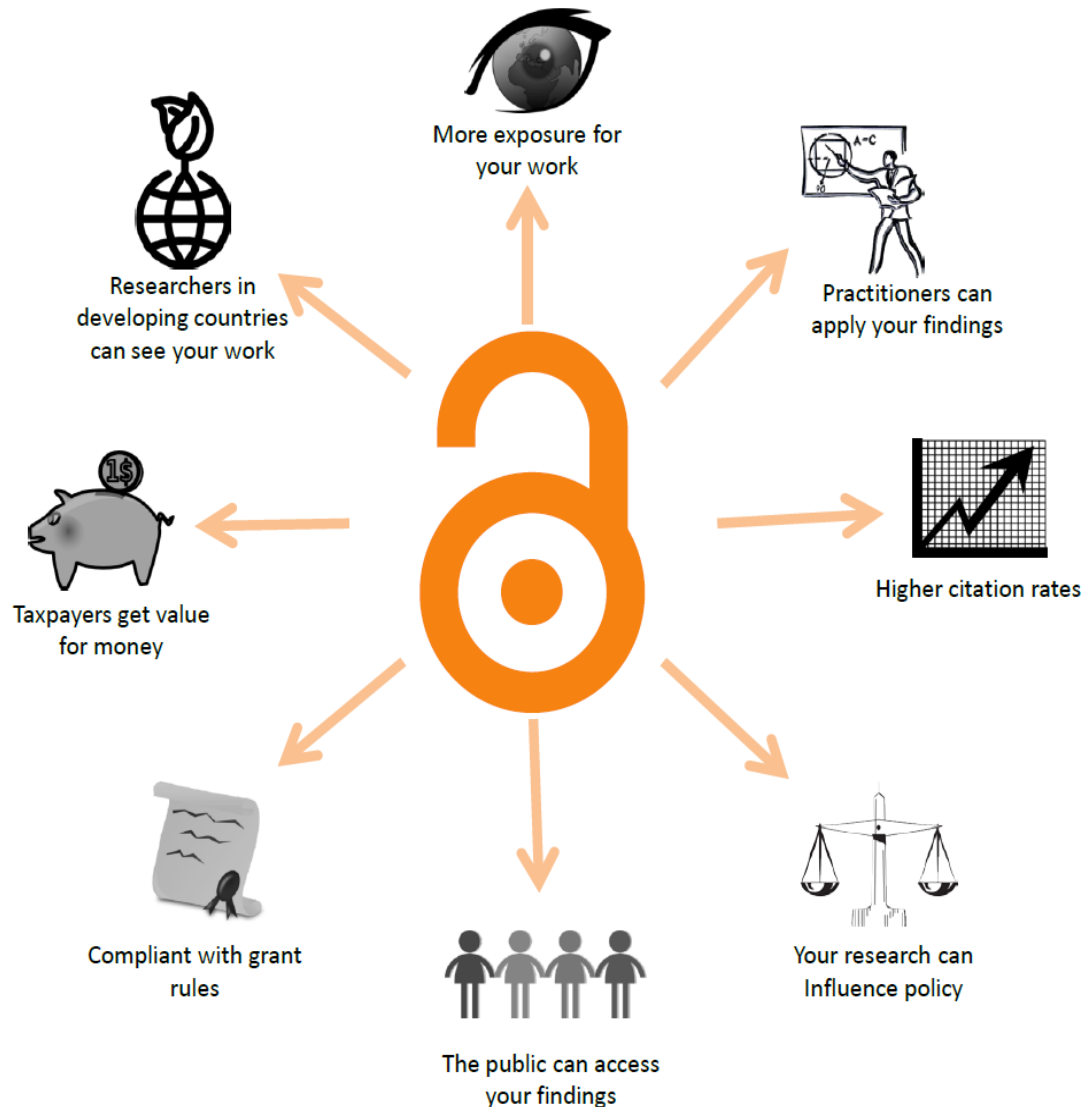 More exposure for
your work
A=C
Practitioners can
apply your findings
Higher citation rates
Your research can
Influence policy
The public can access
your findings
Compliant with grant
rules
1$
Taxpayers get value
for money
Researchers in
developing countries
can see your work